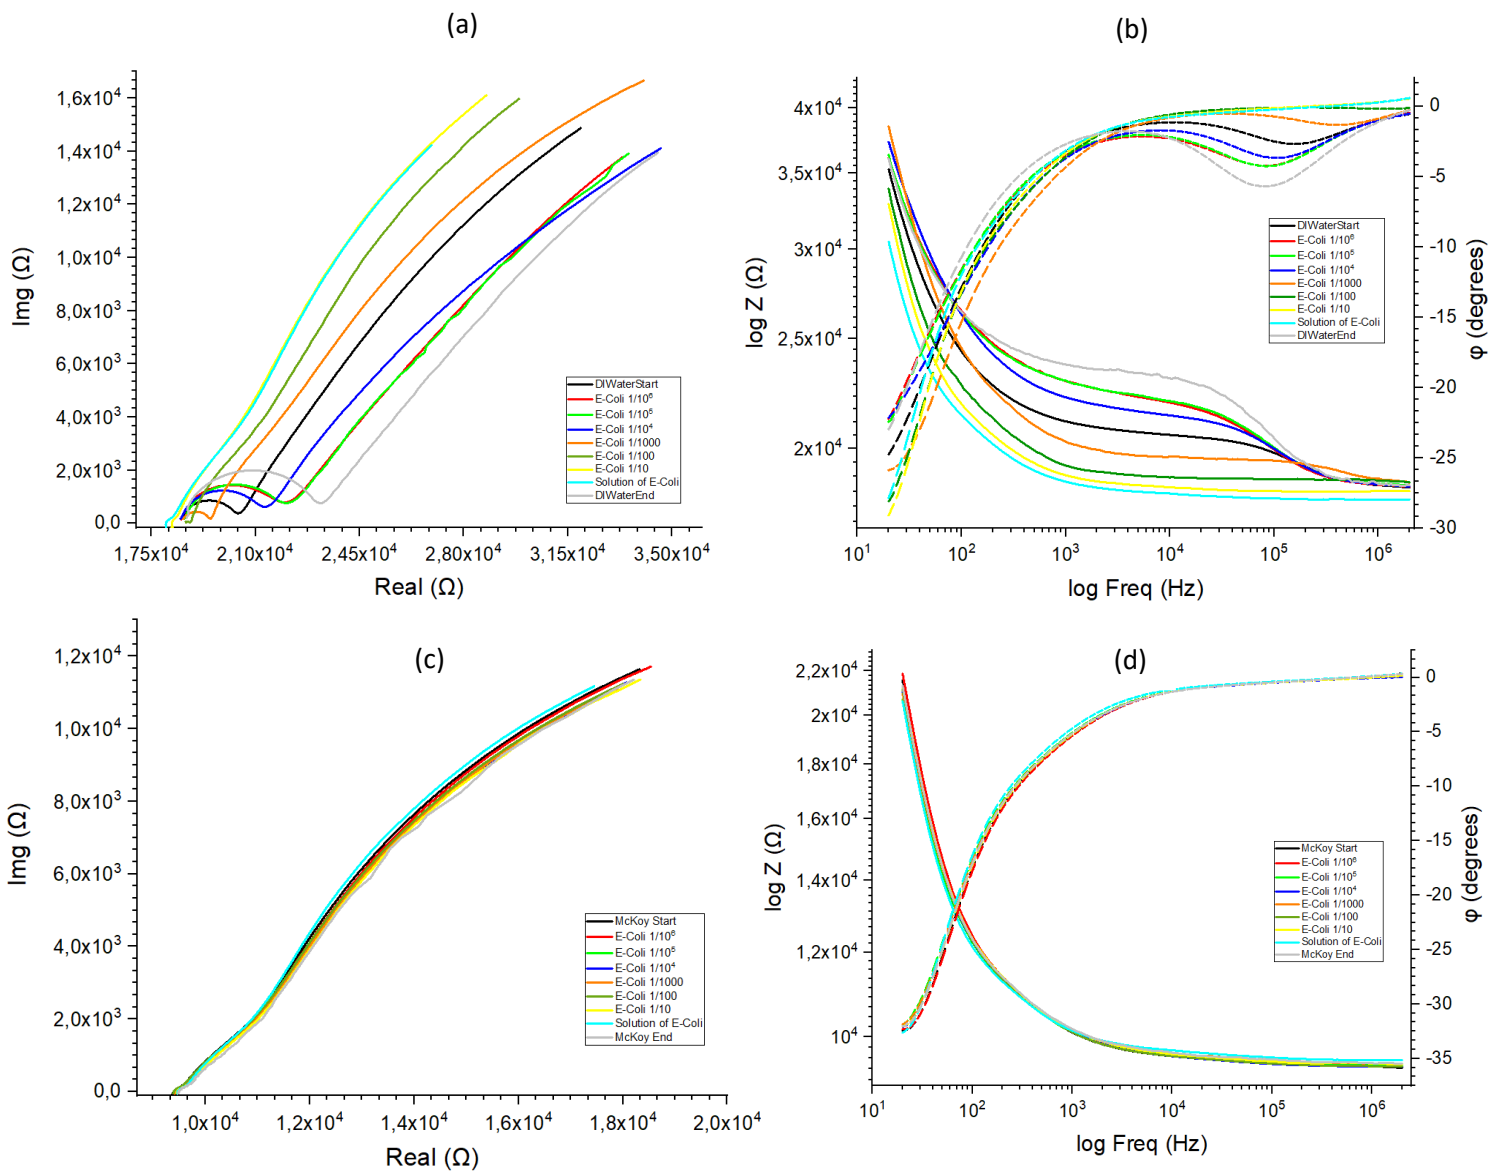 (a)
1,6x10⁴
1,4x10⁴
1,2x10⁴
1,0x10⁴
8,0x10³
6,0x10³
4,0x10³
2,0x10³
0,0
Img (Ω)
1,75x10⁴ 2,10x10⁴ 2,45x10⁴ 2,80x10⁴ 3,15x10⁴ 3,50x10⁴
Real (Ω)
DIWaterStart
E-Coli 1/10⁶
E-Coli 1/10⁵
E-Coli 1/10⁴
E-Coli 1/1000
E-Coli 1/100
E-Coli 1/10
Solution of E-Coli
DIWaterEnd
(b)
4x10⁴
3,5x10⁴
3x10⁴
2,5x10⁴
2x10⁴
log Z (Ω)
0
-5
-10
-15
-20
-25
-30
φ (degrees)
10¹ 10² 10³ 10⁴ 10⁵ 10⁶
log Freq (Hz)
DIWaterStart
E-Coli 1/10⁶
E-Coli 1/10⁵
E-Coli 1/10⁴
E-Coli 1/1000
E-Coli 1/100
E-Coli 1/10
Solution of E-Coli
DIWaterEnd
(c)
1,2x10⁴
1,0x10⁴
8,0x10³
6,0x10³
4,0x10³
2,0x10³
0,0
Img (Ω)
1,0x10⁴ 1,2x10⁴ 1,4x10⁴ 1,6x10⁴ 1,8x10⁴ 2,0x10⁴
Real (Ω)
McKoy Start
E-Coli 1/10⁶
E-Coli 1/10⁵
E-Coli 1/10⁴
E-Coli 1/1000
E-Coli 1/100
E-Coli 1/10
Solution of E-Coli
McKoy End
(d)
2,2x10⁴
2x10⁴
1,8x10⁴
1,6x10⁴
1,4x10⁴
1,2x10⁴
10⁴
log Z (Ω)
0
-5
-10
-15
-20
-25
-30
-35
φ (degrees)
10¹ 10² 10³ 10⁴ 10⁵ 10⁶
log Freq (Hz)
McKoy Start
E-Coli 1/10⁶
E-Coli 1/10⁵
E-Coli 1/10⁴
E-Coli 1/1000
E-Coli 1/100
E-Coli 1/10
Solution of E-Coli
McKoy End